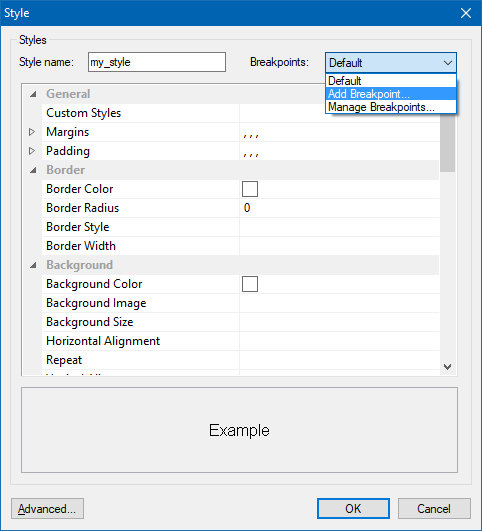 Style
Styles
Style name: my_style Breakpoints: Default
Default
Add Breakpoint...
Manage Breakpoints...
General
Custom Styles
Margins , , ,
Padding , , ,
Border
Border Color
Border Radius 0
Border Style
Border Width
Background
Background Color
Background Image
Background Size
Horizontal Alignment
Repeat
Example
Advanced... OK Cancel